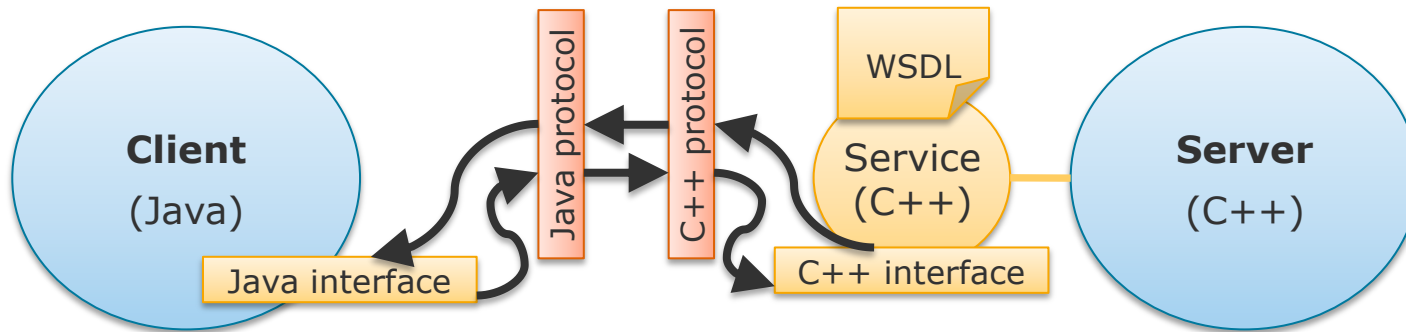 Client
(Java)
Java interface
Java protocol
C++ protocol
WSDL
Service
(C++)
C++ interface
Server
(C++)